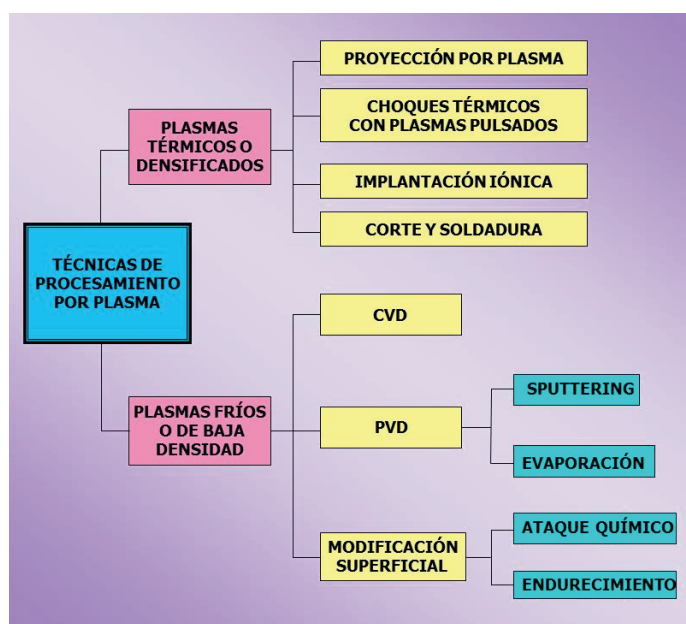 PROYECCIÓN POR PLASMA
PLASMAS
TÉRMICOS O
DENSIFICADOS
CHOQUES TÉRMICOS
CON PLASMAS PULSADOS
IMPLANTACIÓN IÓNICA
CORTE Y SOLDADURA
TÉCNICAS DE
PROCESAMIENTO
POR PLASMA
CVD
PLASMAS FRÍOS
O DE BAJA
DENSIDAD
PVD
SPUTTERING
EVAPORACIÓN
MODIFICACIÓN
SUPERFICIAL
ATAQUE QUÍMICO
ENDURECIMIENTO